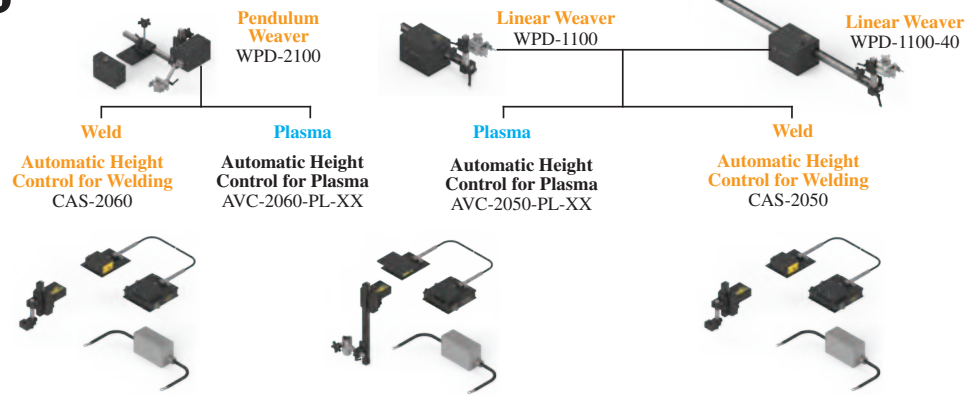 Pendulum
Weaver
WPD-2100
Linear Weaver
WPD-1100
Linear Weaver
WPD-1100-40
Weld
Plasma
Plasma
Weld
Automatic Height
Control for Welding
CAS-2060
Automatic Height
Control for Plasma
AVC-2060-PL-XX
Automatic Height
Control for Plasma
AVC-2050-PL-XX
Automatic Height
Control for Welding
CAS-2050